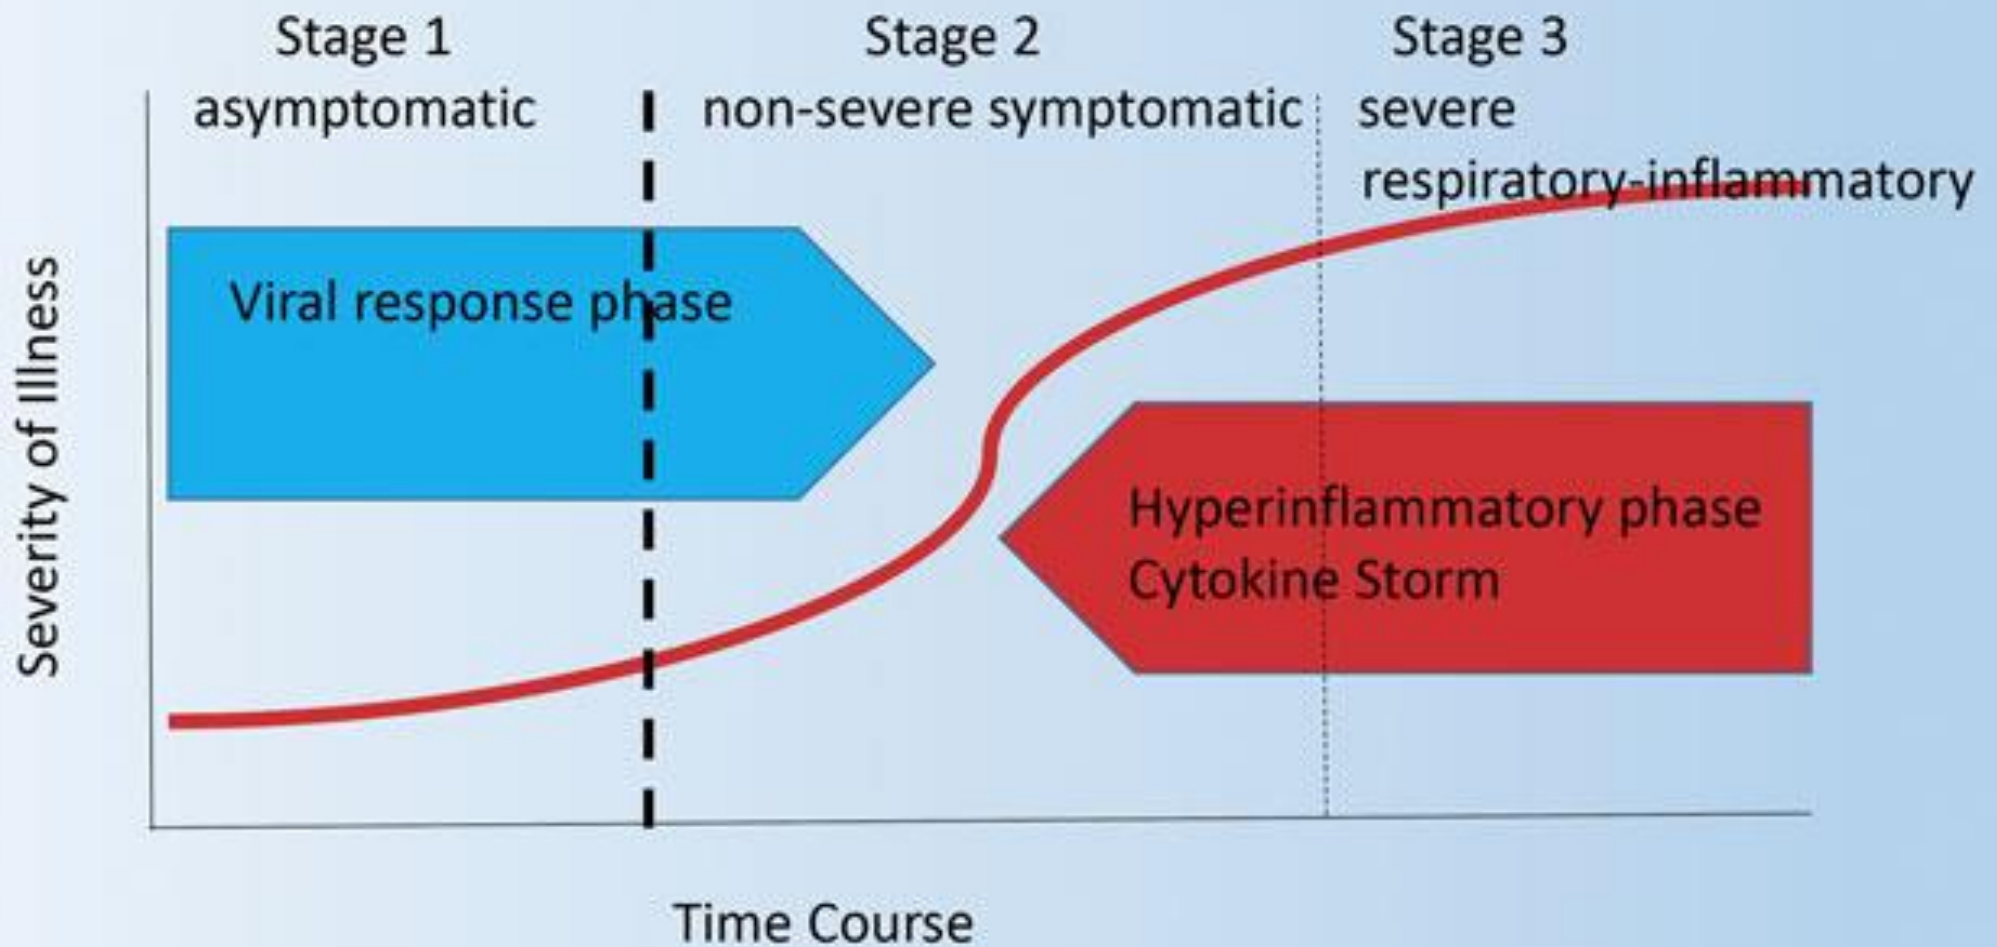 Stage 1
asymptomatic
Stage 2
non-severe symptomatic
Stage 3
severe
respiratory-inflammatory
Viral response phase
Hyperinflammatory phase
Cytokine Storm
Severity of Illness
Time Course